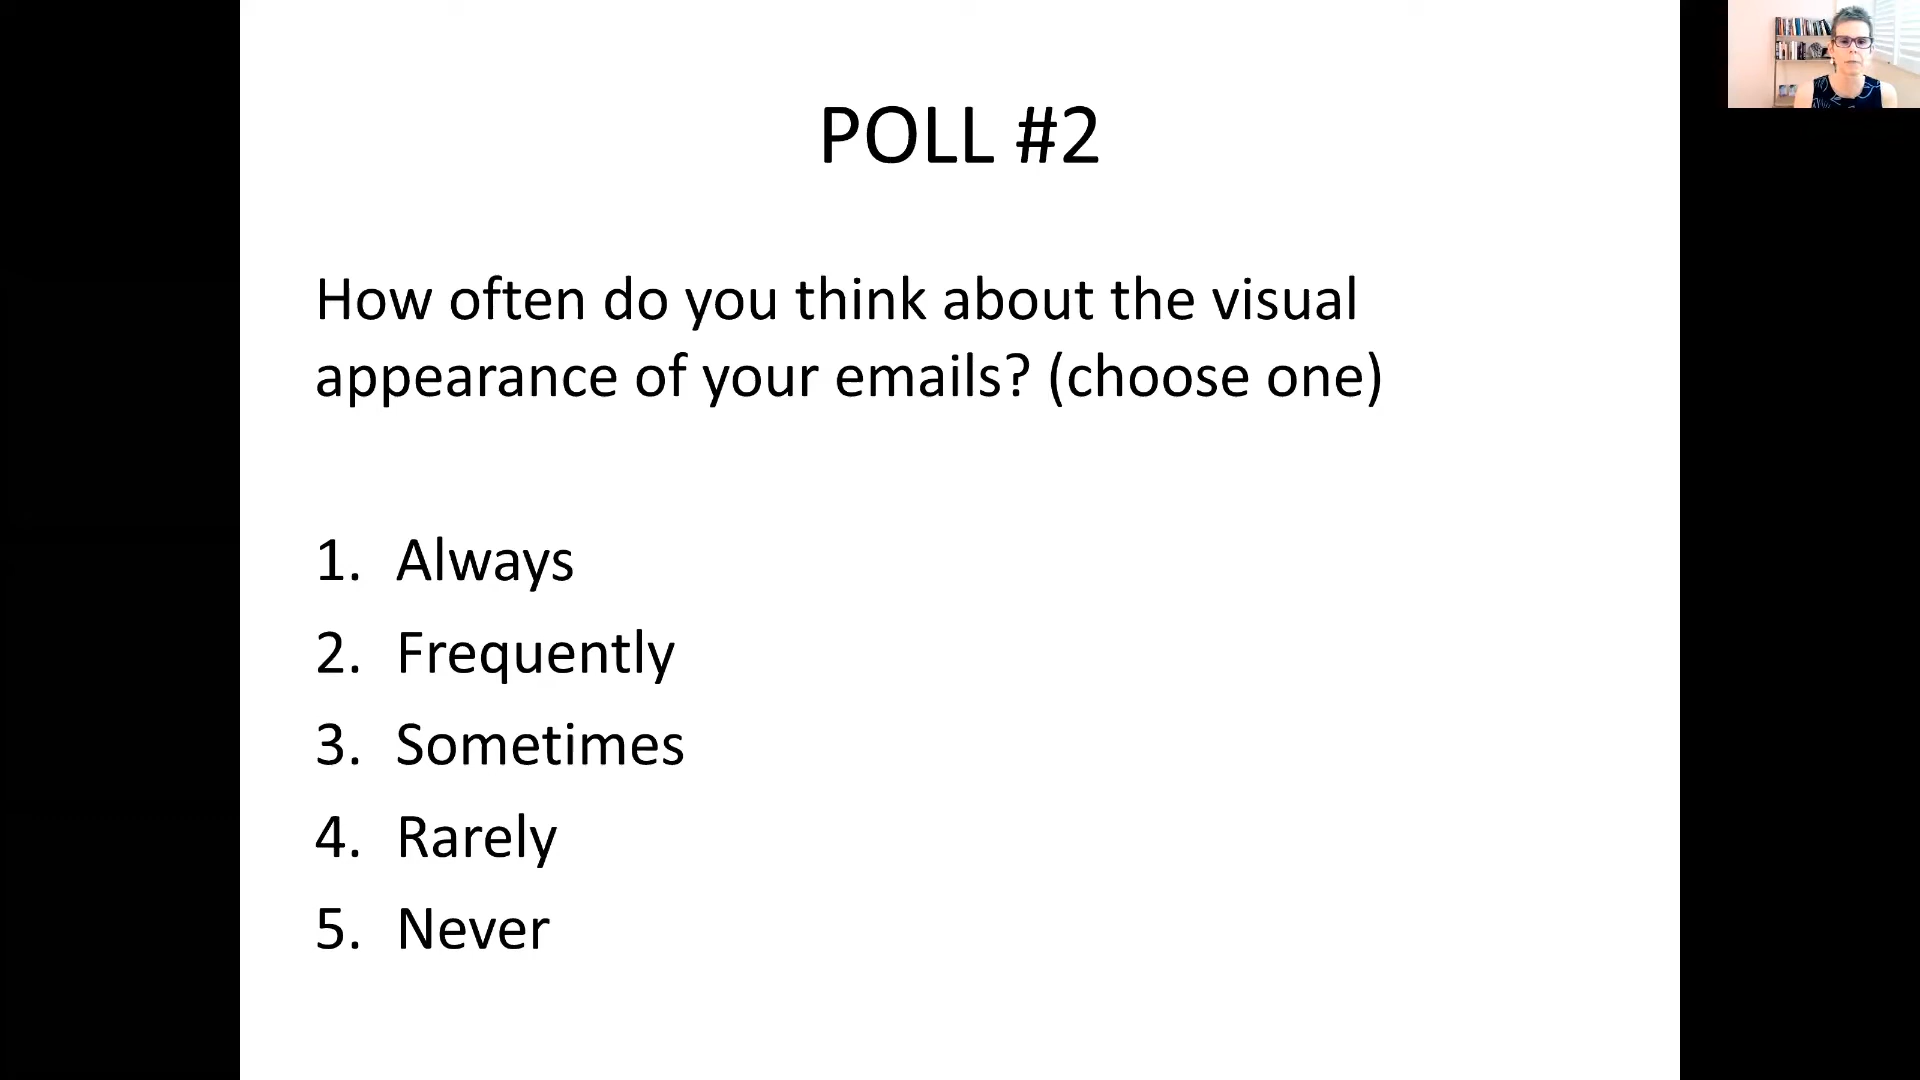 POLL #2
How often do you think about the visual
appearance of your emails? (choose one)
1. Always
2. Frequently
3. Sometimes
4. Rarely
5. Never